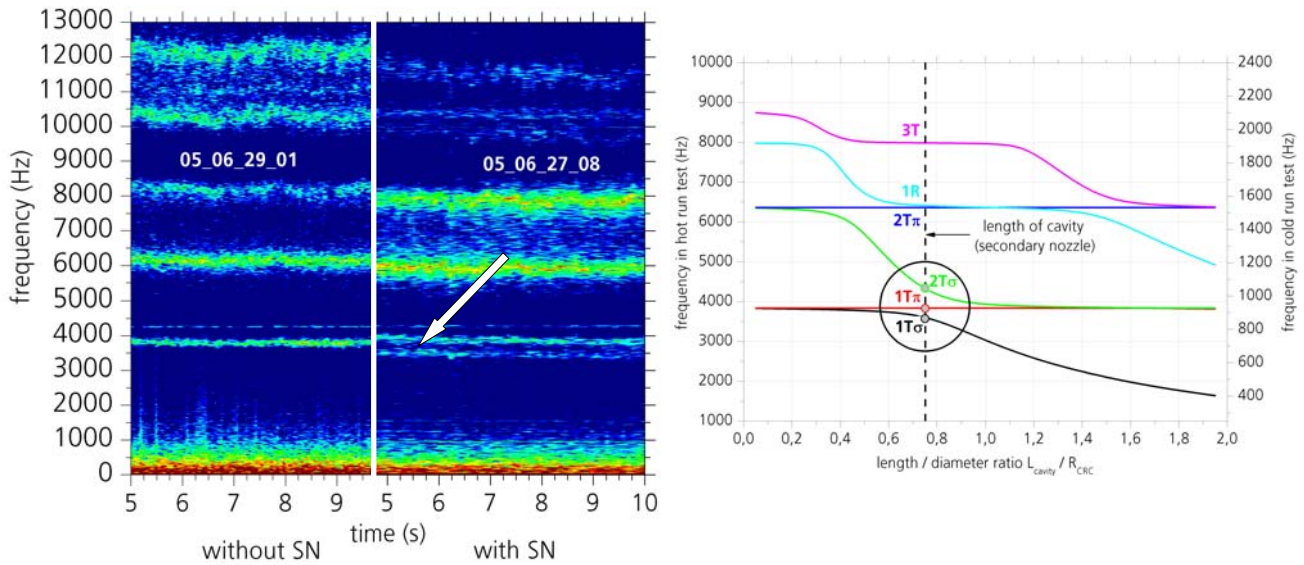 13000
12000
11000
10000
9000
8000
7000
6000
5000
4000
3000
2000
1000
0
frequency (Hz)
05_06_29_01
05_06_27_08
5 6 7 8 9
5 6 7 8 9 10
time (s)
without SN
with SN
10000
9000
8000
7000
6000
5000
4000
3000
2000
1000
frequency in hot run test (Hz)
3T
1R
2Tπ
length of cavity
(secondary nozzle)
2Tσ
1Tπ
1Tσ
2400
2200
2000
1800
1600
1400
1200
1000
800
600
400
frequency in cold run test (Hz)
0,0 0,2 0,4 0,6 0,8 1,0 1,2 1,4 1,6 1,8 2,0
length / diameter ratio L_cavity / R_CRC